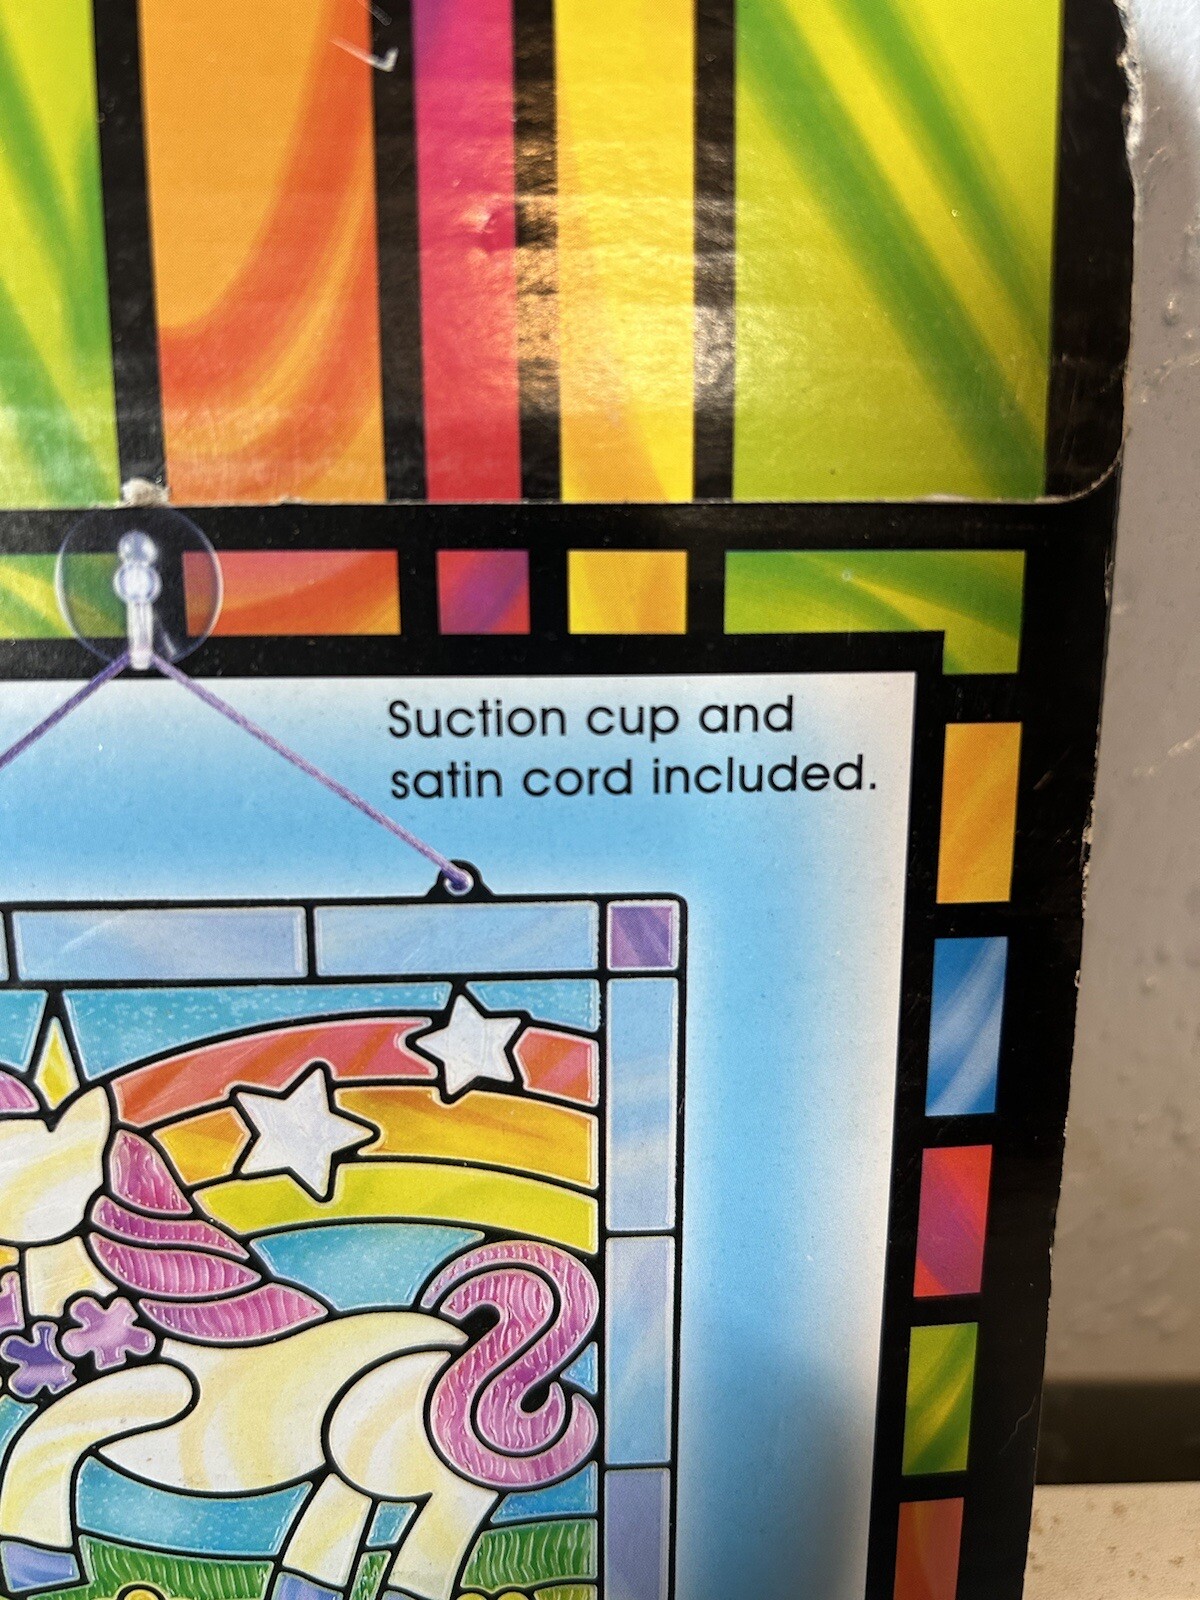 Suction cup and
satin cord included.